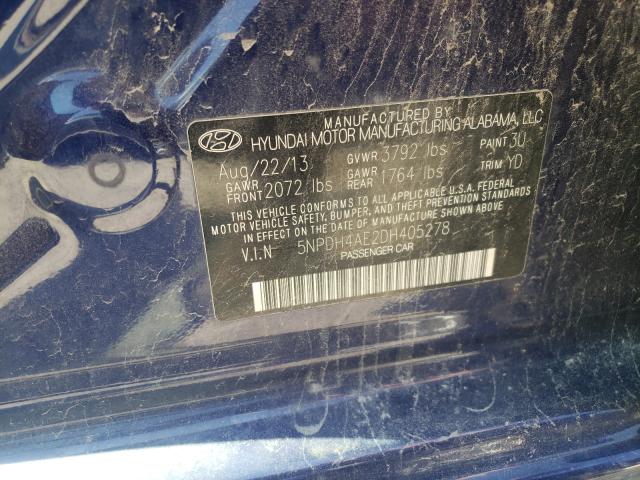 MANUFACTURED BY
HYUNDAI MOTOR MANUFACTURING ALABAMA, LLC
Aug/22/13 GVWR 3792 lbs PAINT 3U
GAWR FRONT 2072 lbs GAWR REAR 1764 lbs TRIM YD
THIS VEHICLE CONFORMS TO ALL APPLICABLE U.S.A. FEDERAL
MOTOR VEHICLE SAFETY, BUMPER, AND THEFT PREVENTION STANDARDS
IN EFFECT ON THE DATE OF MANUFACTURE SHOWN ABOVE.
V.I.N 5NPDH4AE2DH405278
PASSENGER CAR